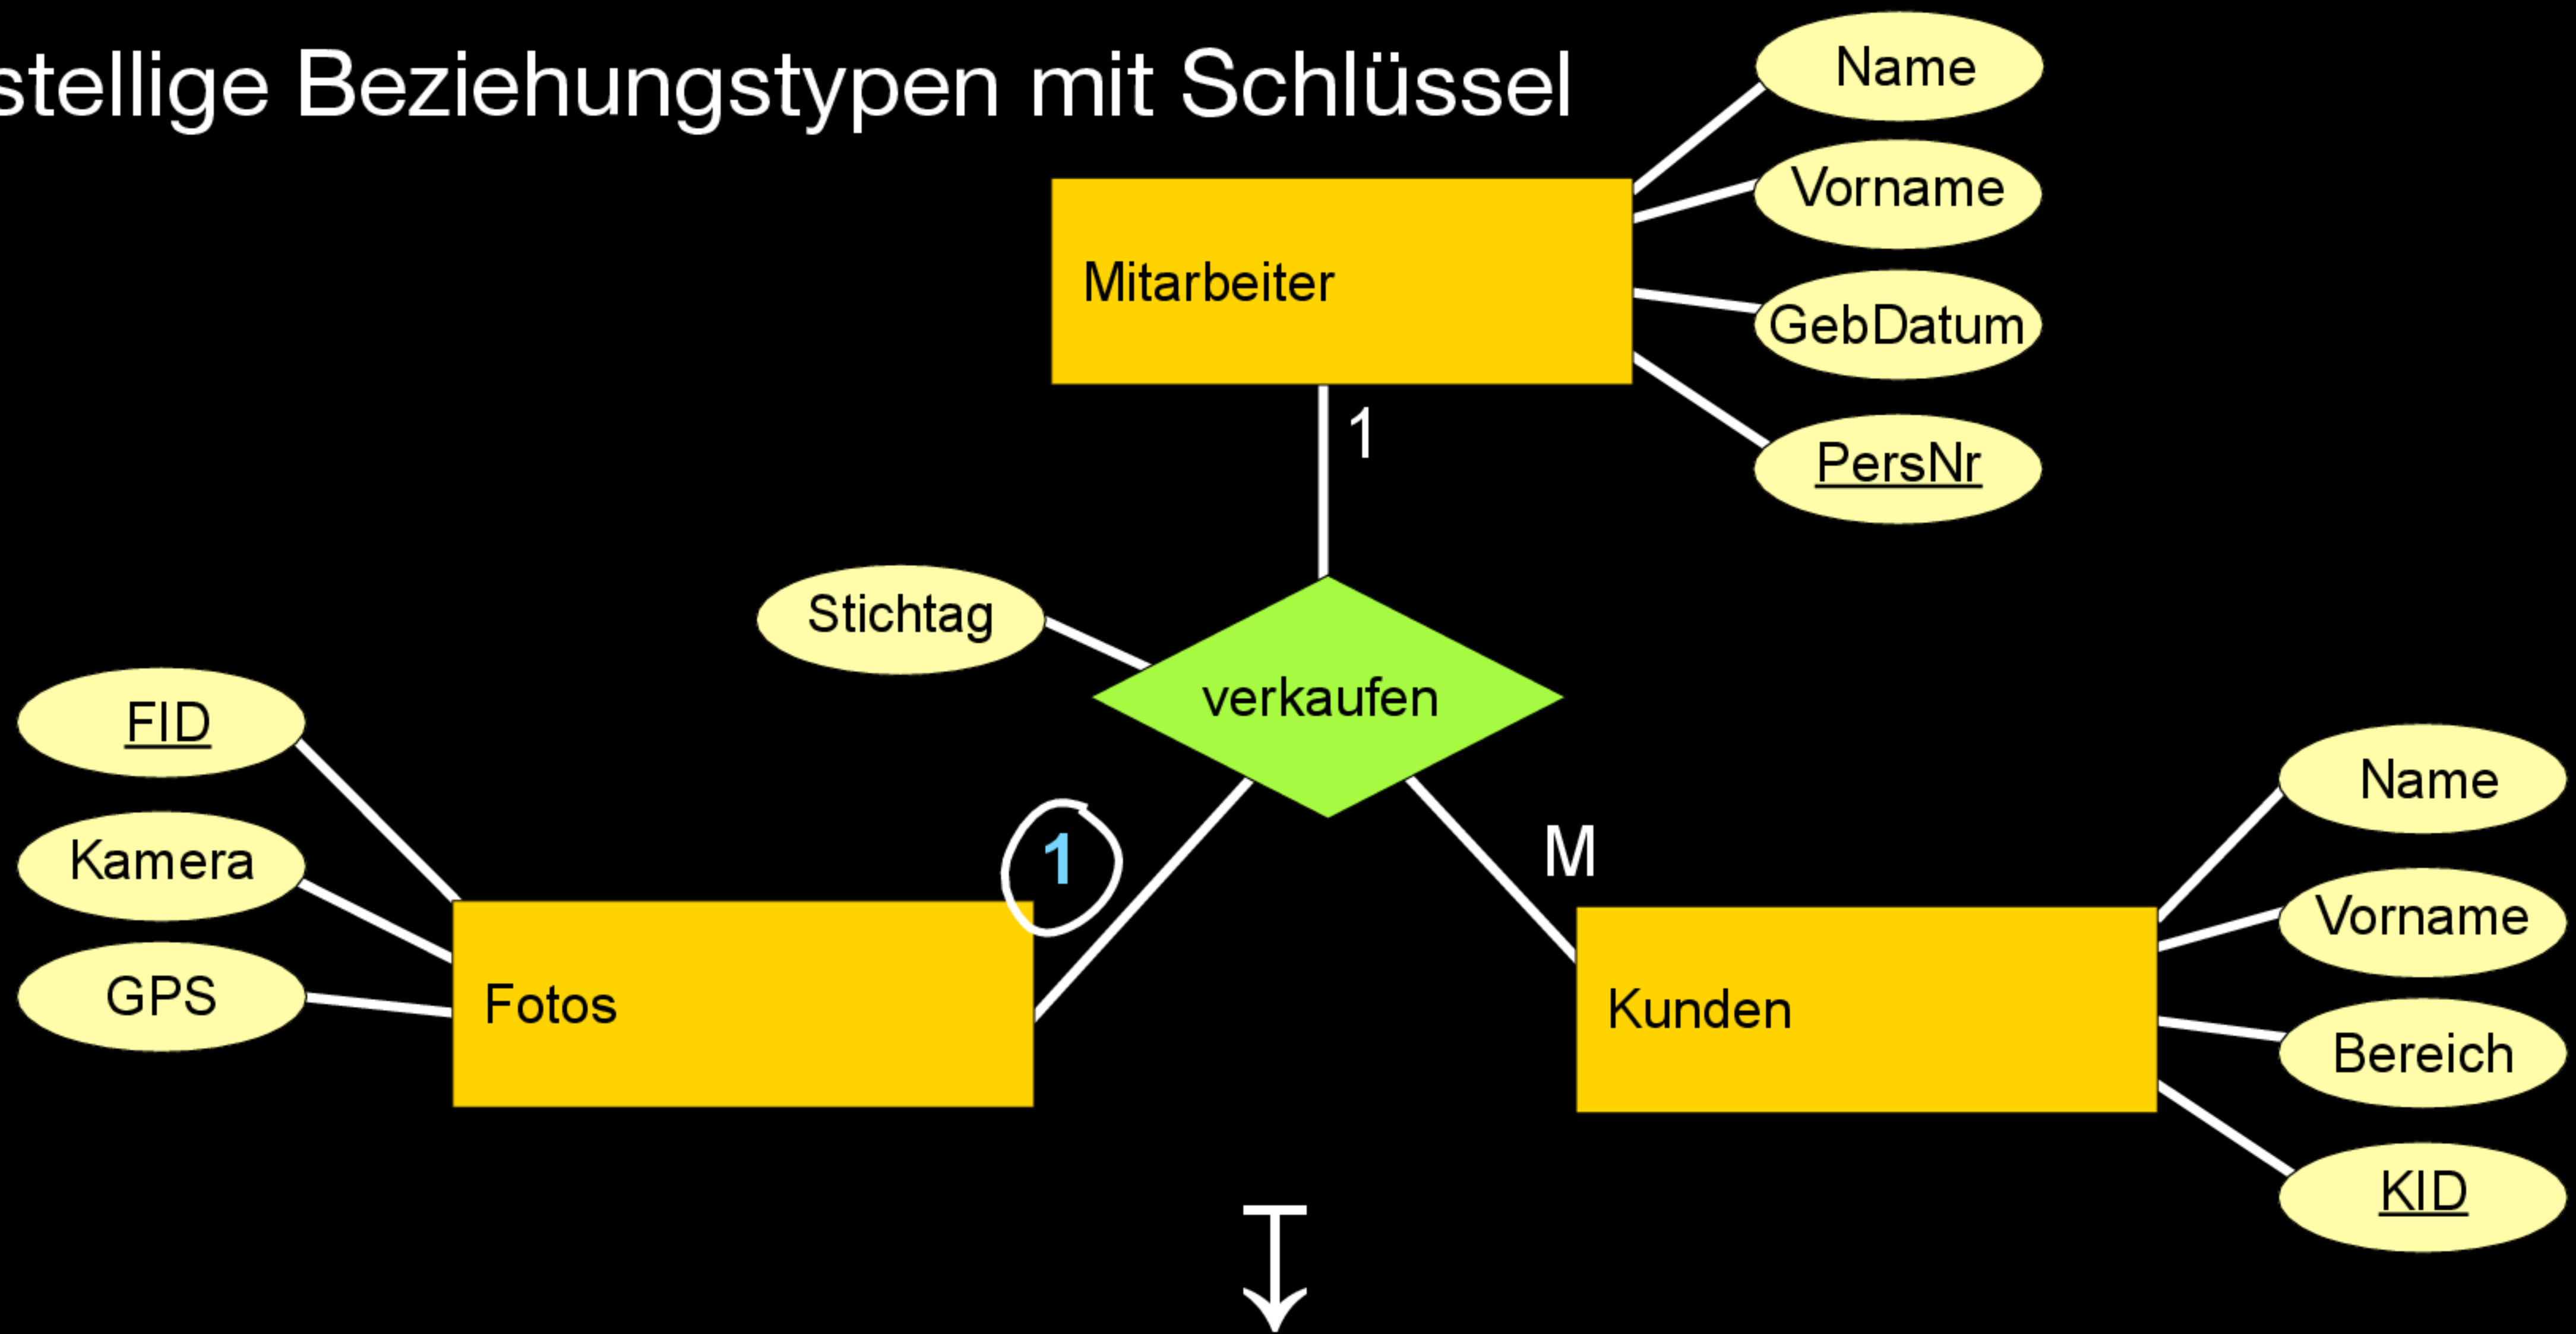 stellige Beziehungstypen mit Schlüssel
Name
Vorname
Mitarbeiter
GebDatum
PersNr
1
Stichtag
verkaufen
FID
Kamera
GPS
Fotos
1
M
Kunden
Name
Vorname
Bereich
KID